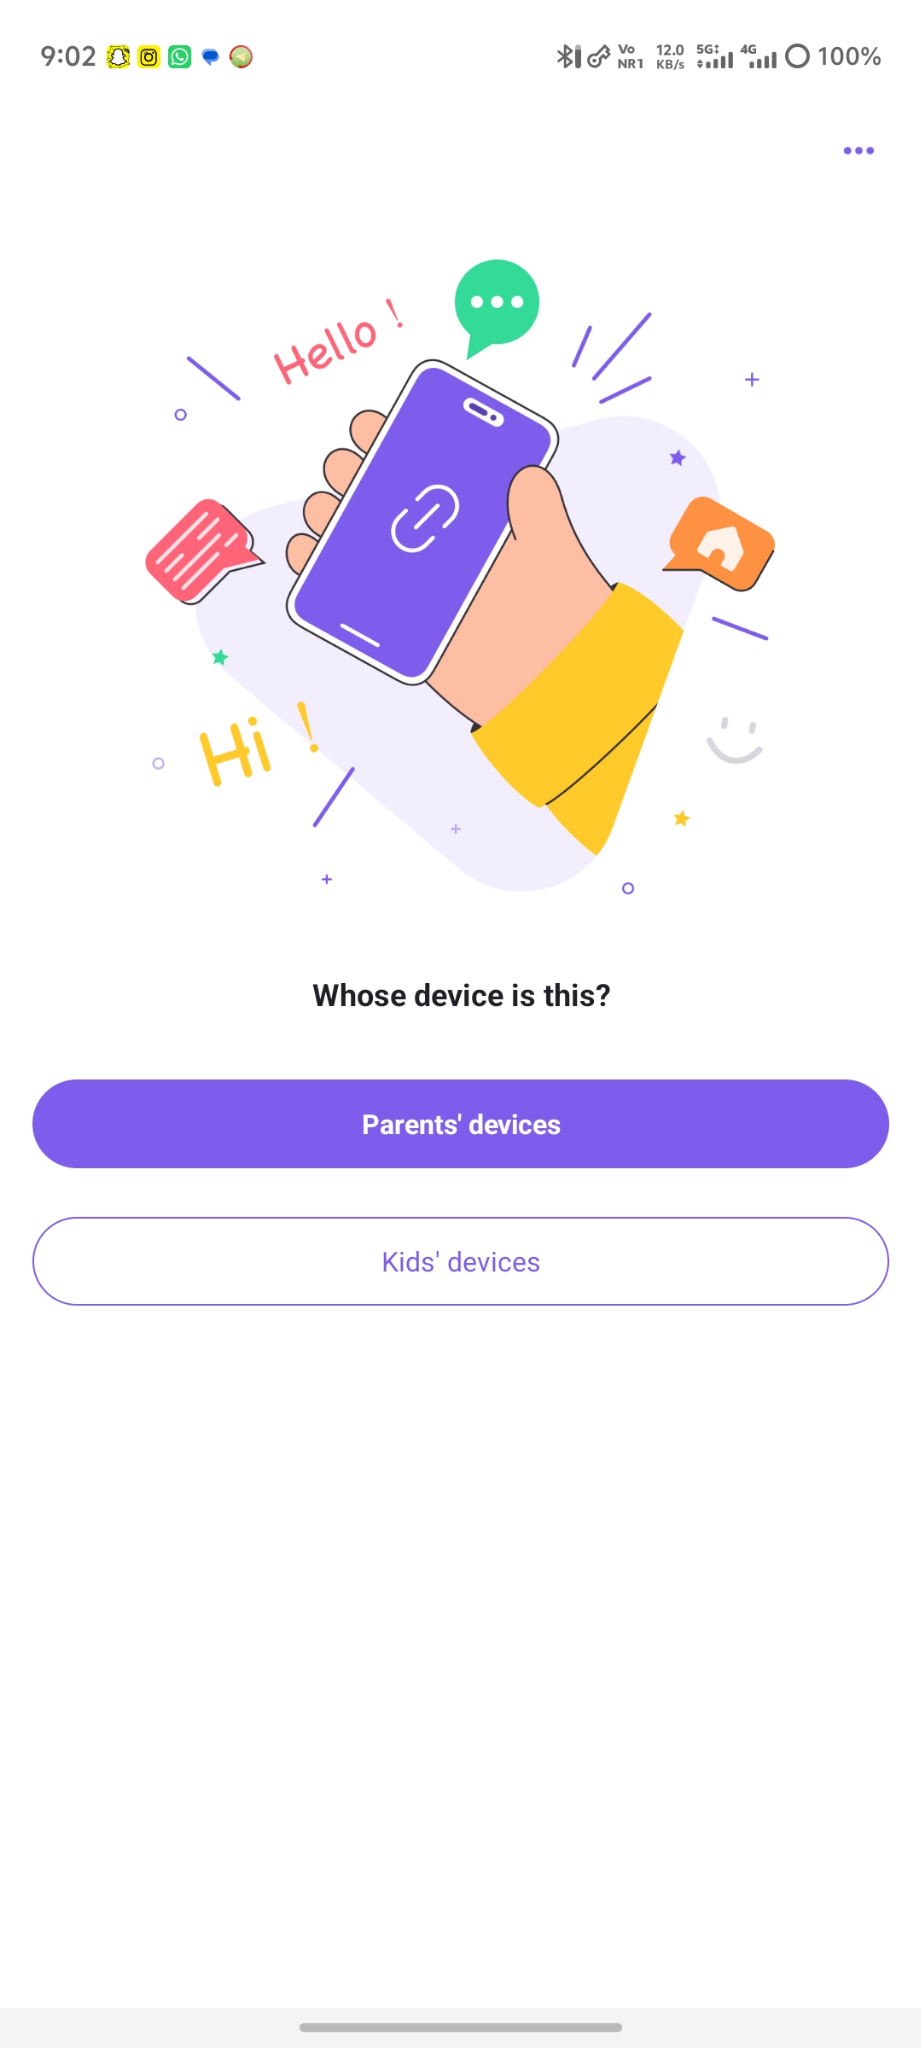 9:02 Vo NR1 12.0 KB/s 5G 4G 100%
Hello !
Hi !
Whose device is this?
Parents' devices
Kids' devices